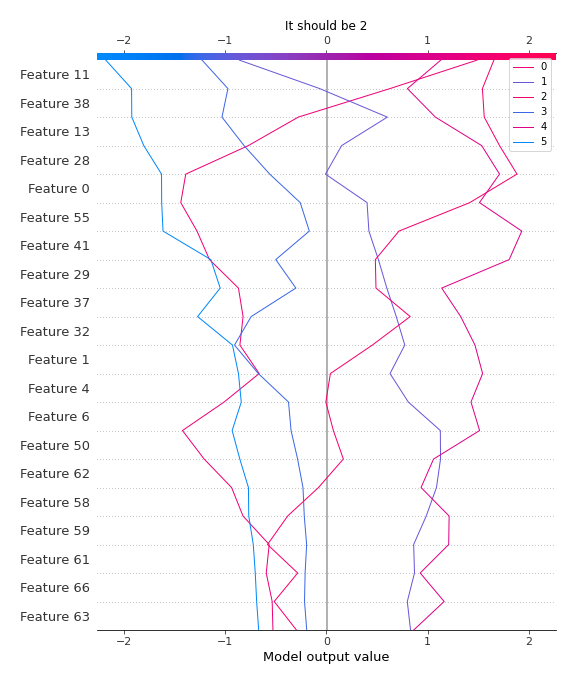 It should be 2
−2 −1 0 1 2
0
1
2
3
4
5
Feature 11
Feature 38
Feature 13
Feature 28
Feature 0
Feature 55
Feature 41
Feature 29
Feature 37
Feature 32
Feature 1
Feature 4
Feature 6
Feature 50
Feature 62
Feature 58
Feature 59
Feature 61
Feature 66
Feature 63
−2 −1 0 1 2
Model output value